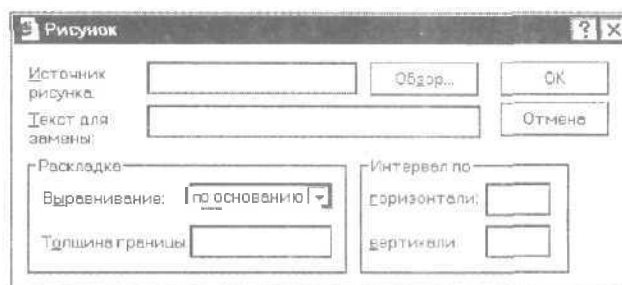 Рисунок
Источник
рисунка:
Обзор...
OK
Текст для
замены:
Отмена
Раскладка
Интервал по
Выравнивание: по основанию
горизонтали:
Толщина границы:
вертикали: